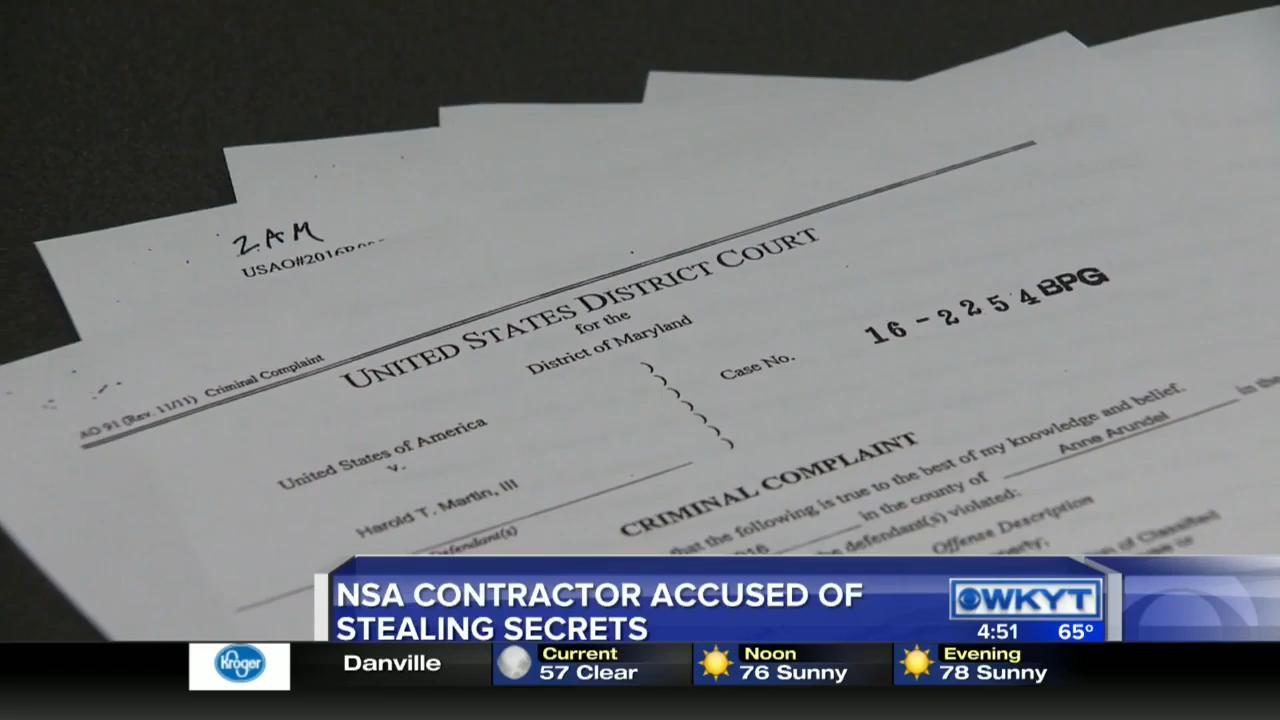 ZAM
USAO#2016R00
AO 91 (Rev. 11/11) Criminal Complaint
UNITED STATES DISTRICT COURT
for the
District of Maryland
United States of America
v.
Harold T. Martin, III
Defendant(s)
Case No.
16-2254BPG
CRIMINAL COMPLAINT
that the following is true to the best of my knowledge and belief.
in the county of Anne Arundel in the
the defendant(s) violated:
Offense Description
of Classified
NSA CONTRACTOR ACCUSED OF
STEALING SECRETS
WKYT
4:51 65°
Kroger
Danville
Current
57 Clear
Noon
76 Sunny
Evening
78 Sunny